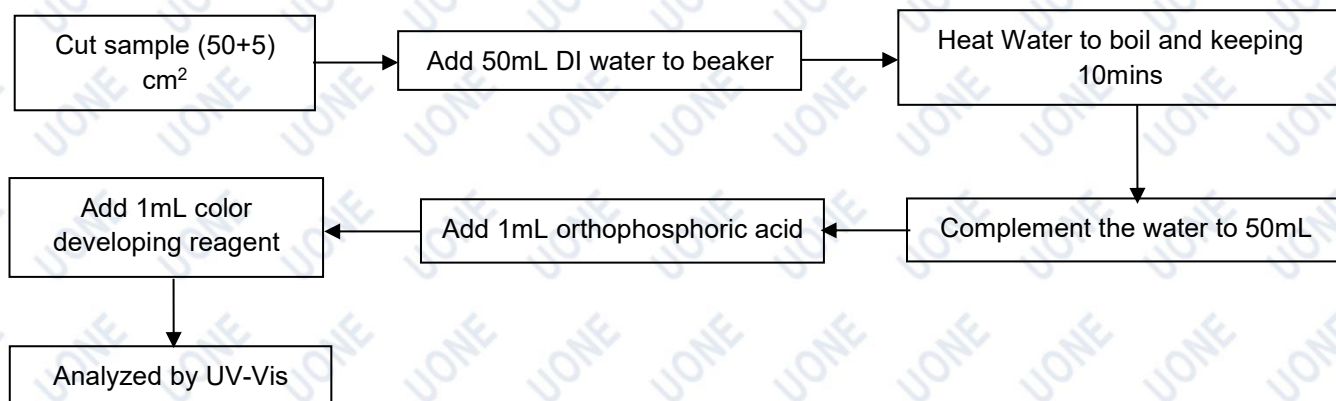 Cut sample (50+5)
cm²
Add 50mL DI water to beaker
Heat Water to boil and keeping
10mins
Complement the water to 50mL
Add 1mL orthophosphoric acid
Add 1mL color
developing reagent
Analyzed by UV-Vis
UONE